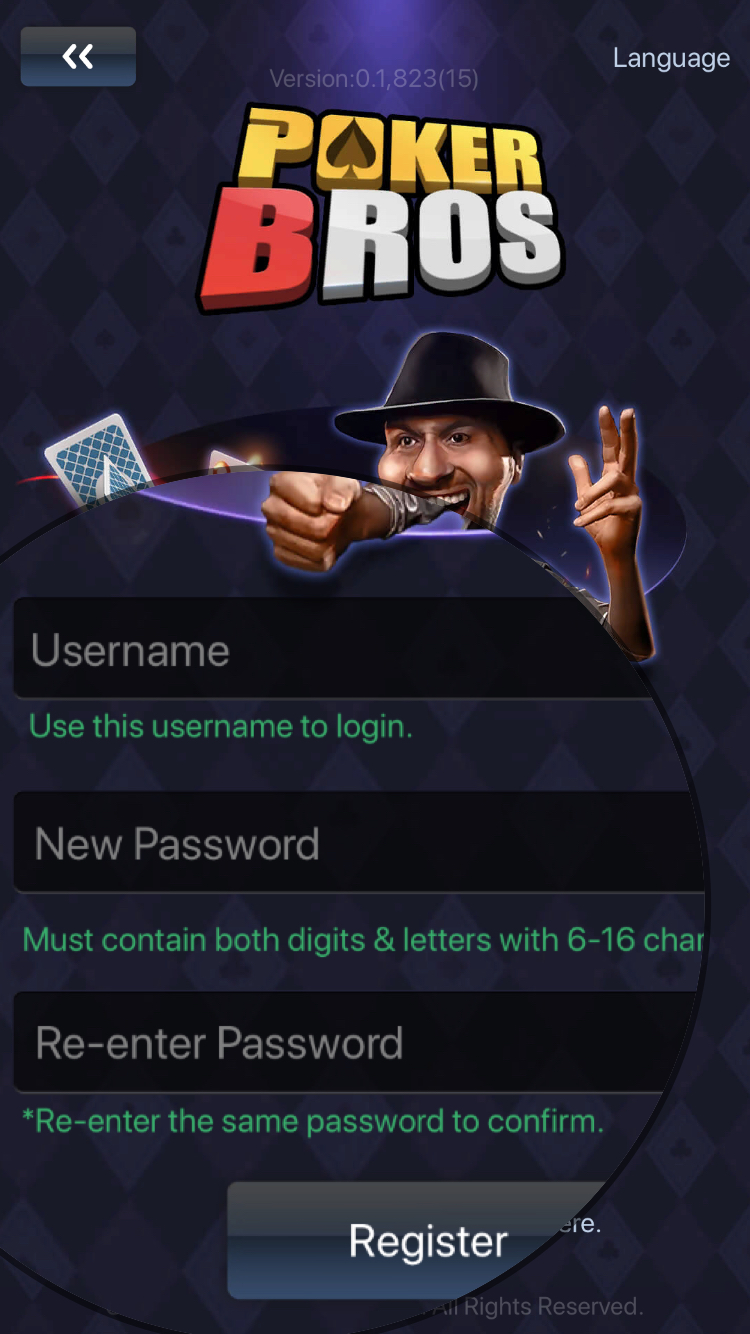 Language
Version:0.1,823(15)
POKER
BROS
Username
Use this username to login.
New Password
Must contain both digits & letters with 6-16 char
Re-enter Password
*Re-enter the same password to confirm.
ere.
Register
All Rights Reserved.